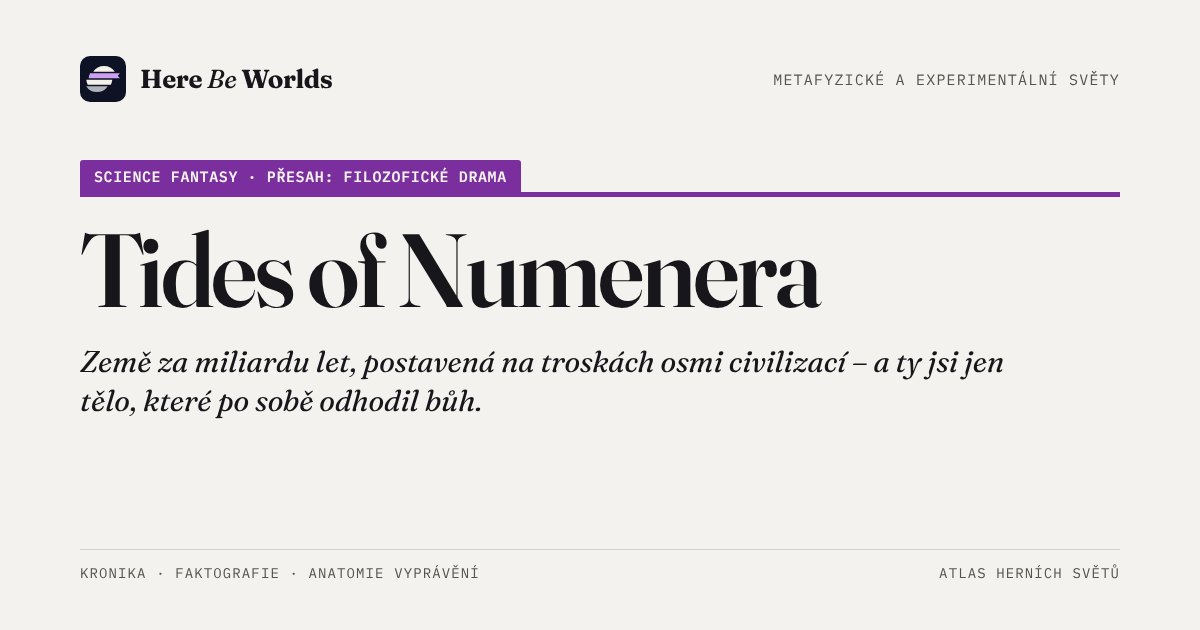 Here Be Worlds
METAFYZICKÉ A EXPERIMENTÁLNÍ SVĚTY
SCIENCE FANTASY · PŘESAH: FILOZOFICKÉ DRAMA
Tides of Numenera
Země za miliardu let, postavená na troskách osmi civilizací – a ty jsi jen
tělo, které po sobě odhodil bůh.
KRONIKA · FAKTOGRAFIE · ANATOMIE VYPRÁVĚNÍ
ATLAS HERNÍCH SVĚTŮ